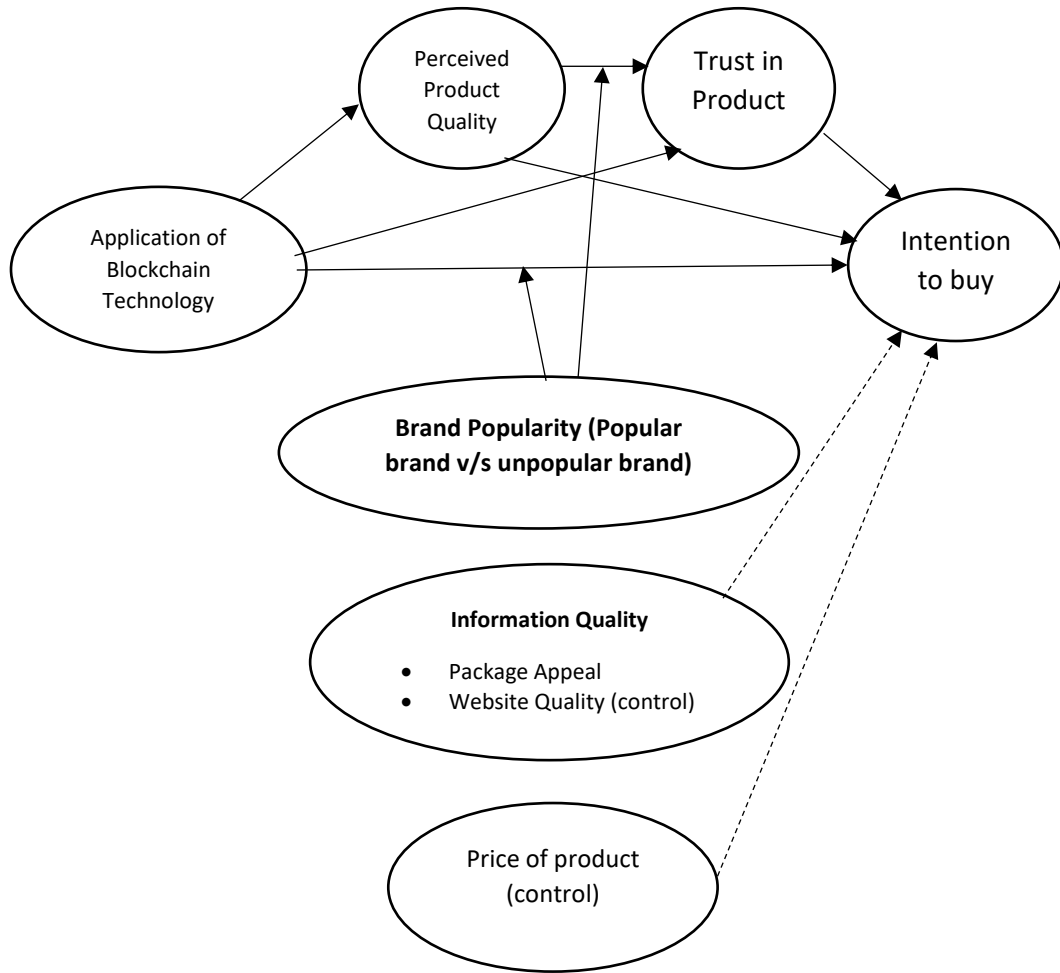 Perceived
Product
Quality
Trust in
Product
Application of
Blockchain
Technology
Intention
to buy
Brand Popularity (Popular
brand v/s unpopular brand)
Information Quality
• Package Appeal
• Website Quality (control)
Price of product
(control)